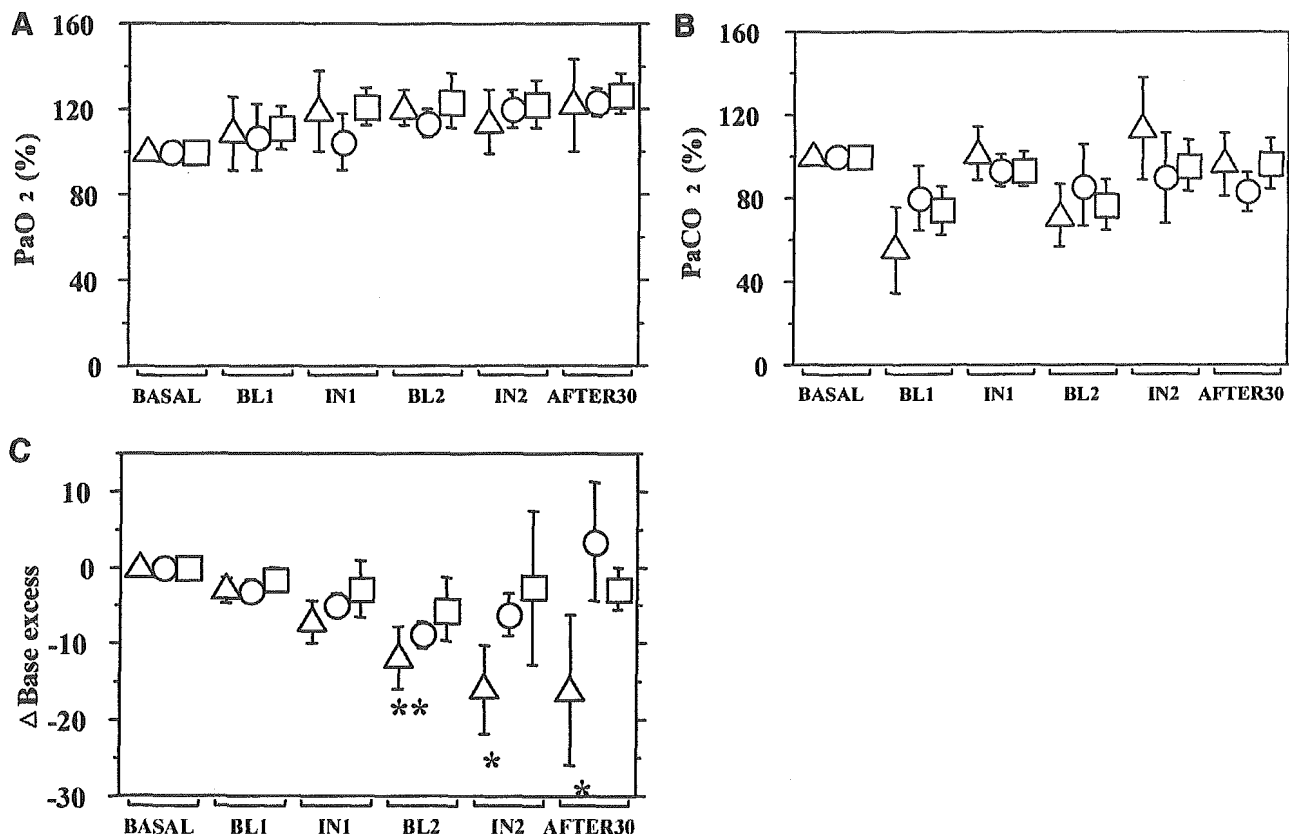 A
PaO 2 (%)
160
120
80
40
0
BASAL BL1 IN1 BL2 IN2 AFTER30
B
PaCO 2 (%)
160
120
80
40
0
BASAL BL1 IN1 BL2 IN2 AFTER30
C
Δ Base excess
10
0
-10
-20
-30
**
*
*
BASAL BL1 IN1 BL2 IN2 AFTER30